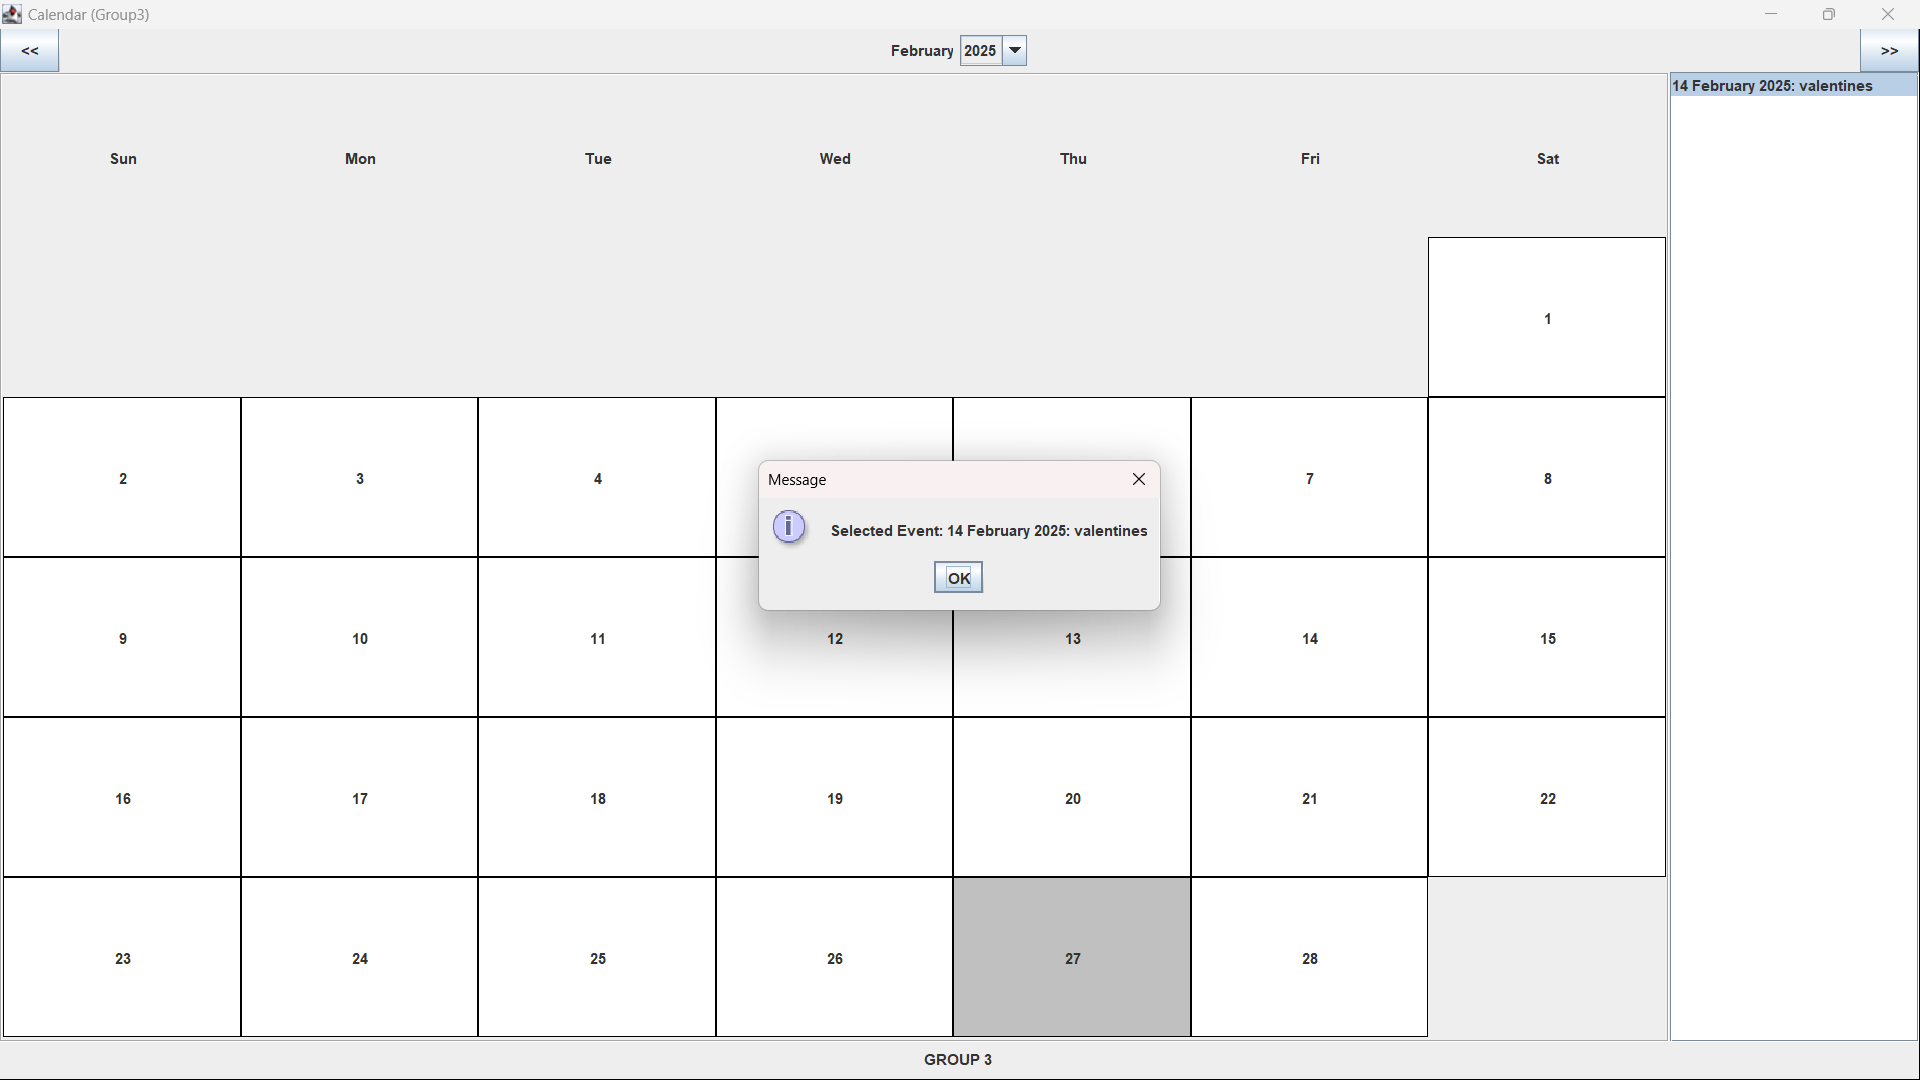 Calendar (Group3)
<< February 2025 >>
14 February 2025: valentines
Sun Mon Tue Wed Thu Fri Sat
1
2 3 4 7 8
Message
i Selected Event: 14 February 2025: valentines
OK
9 10 11 12 13 14 15
16 17 18 19 20 21 22
23 24 25 26 27 28
GROUP 3